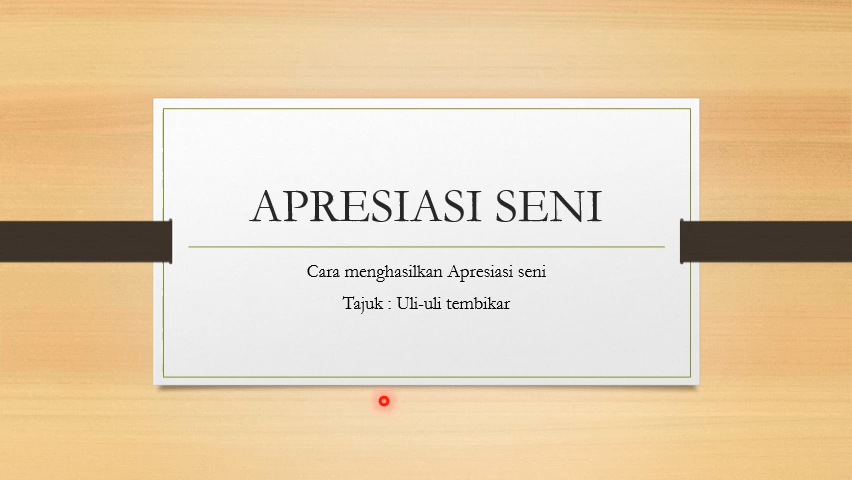 APRESIASI SENI
Cara menghasilkan Apresiasi seni
Tajuk : Uli-uli tembikar